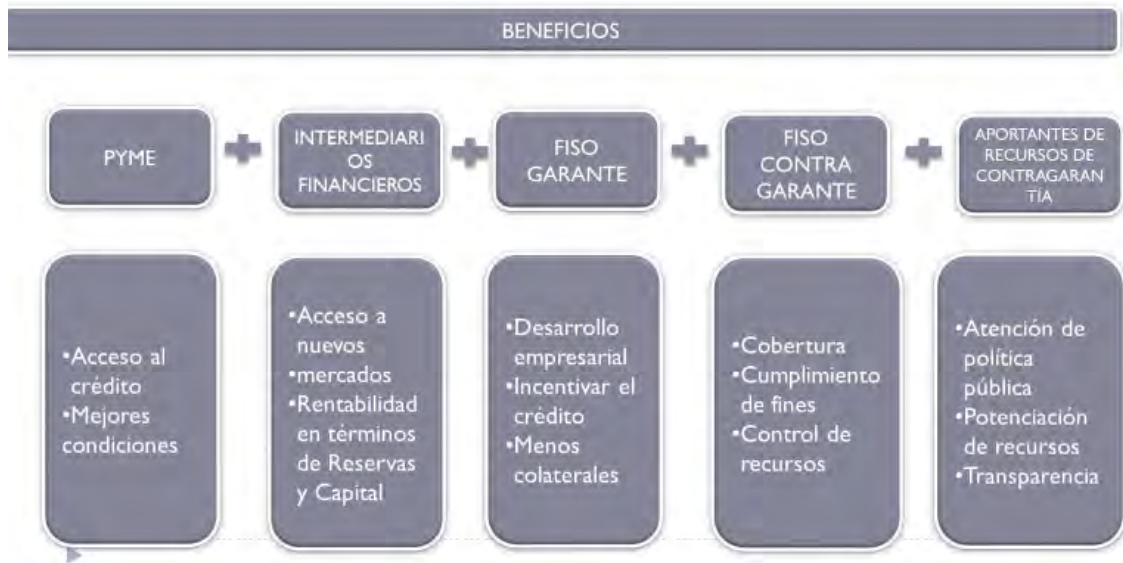 BENEFICIOS
PYME
INTERMEDIARI
OS
FINANCIEROS
FISO
GARANTE
FISO
CONTRA
GARANTE
APORTANTES DE
RECURSOS DE
CONTRAGARAN
TÍA
•Acceso al
crédito
•Mejores
condiciones
•Acceso a
nuevos
•mercados
•Rentabilidad
en términos
de Reservas
y Capital
•Desarrollo
empresarial
•Incentivar el
crédito
•Menos
colaterales
•Cobertura
•Cumplimiento
de fines
•Control de
recursos
•Atención de
política
pública
•Potenciación
de recursos
•Transparencia